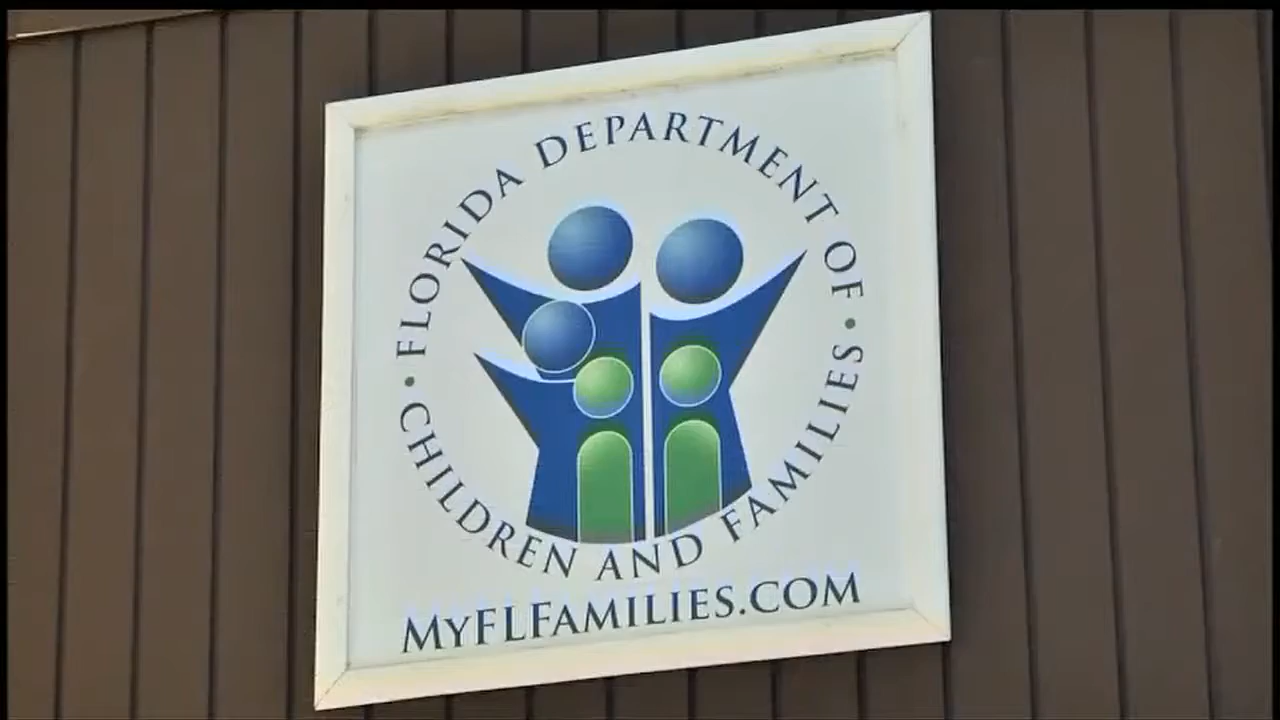 • FLORIDA DEPARTMENT OF •
CHILDREN AND FAMILIES
MYFLFAMILIES.COM